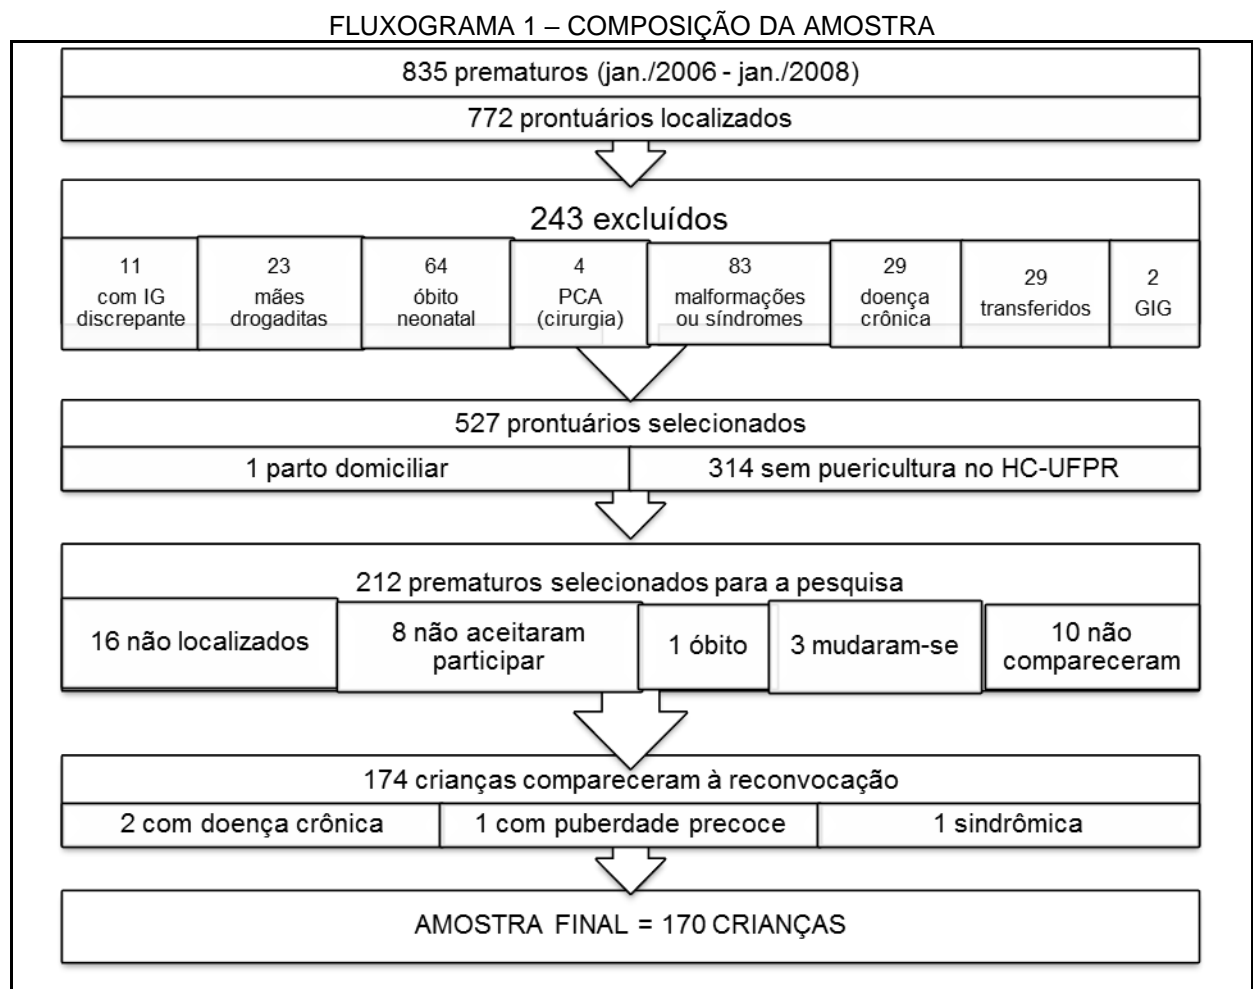 FLUXOGRAMA 1 – COMPOSIÇÃO DA AMOSTRA
835 prematuros (jan./2006 - jan./2008)
772 prontuários localizados
243 excluídos
11
com IG
discrepante
23
mães
drogaditas
64
óbito
neonatal
4
PCA
(cirurgia)
83
malformações
ou síndromes
29
doença
crônica
29
transferidos
2
GIG
527 prontuários selecionados
1 parto domiciliar
314 sem puericultura no HC-UFPR
212 prematuros selecionados para a pesquisa
16 não localizados
8 não aceitaram
participar
1 óbito
3 mudaram-se
10 não
compareceram
174 crianças compareceram à reconvocação
2 com doença crônica
1 com puberdade precoce
1 sindrômica
AMOSTRA FINAL = 170 CRIANÇAS